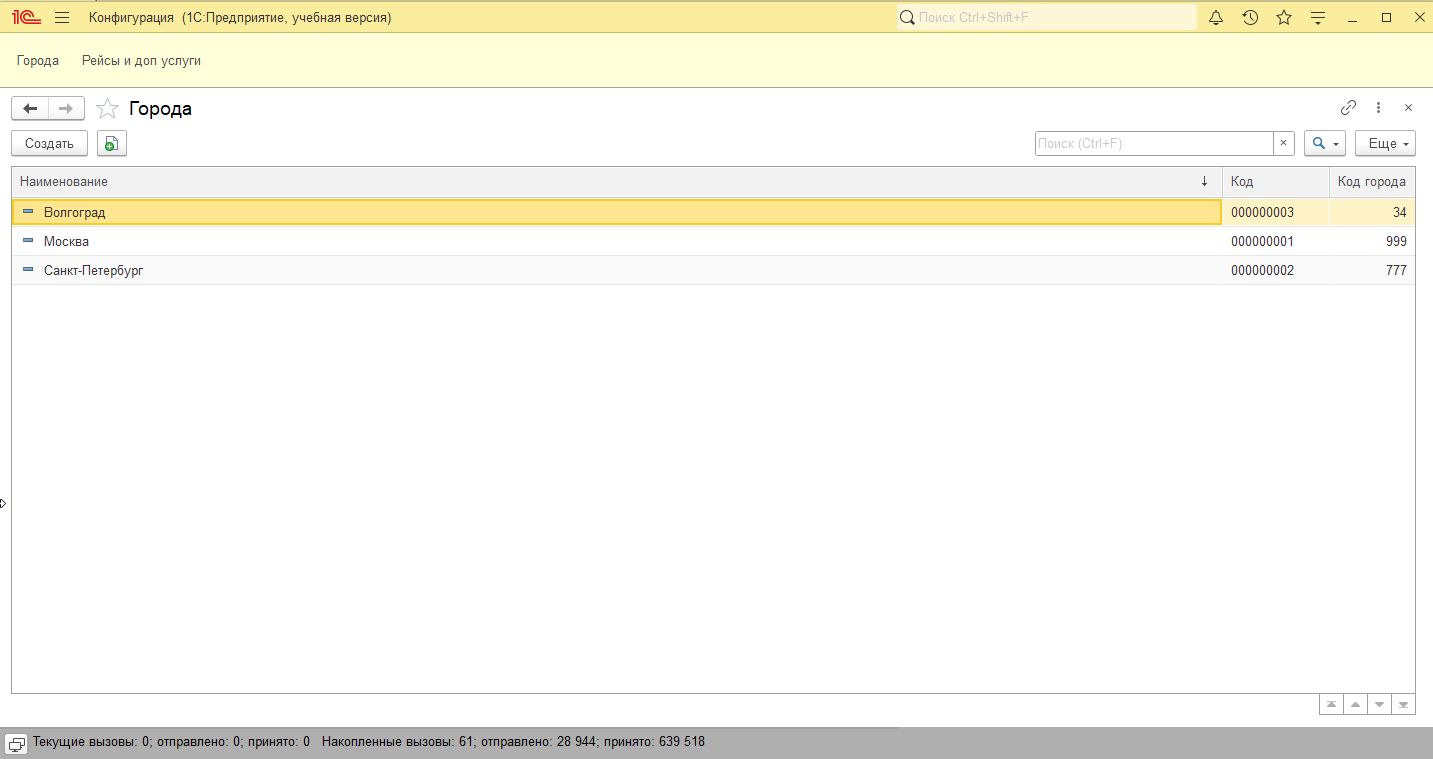 1С Конфигурация (1С:Предприятие, учебная версия) Поиск Ctrl+Shift+F
Города Рейсы и доп услуги
Города
Создать Поиск (Ctrl+F) × Еще
Наименование ↓ Код Код города
Волгоград 000000003 34
Москва 000000001 999
Санкт-Петербург 000000002 777
Текущие вызовы: 0; отправлено: 0; принято: 0 Накопленные вызовы: 61; отправлено: 28 944; принято: 639 518